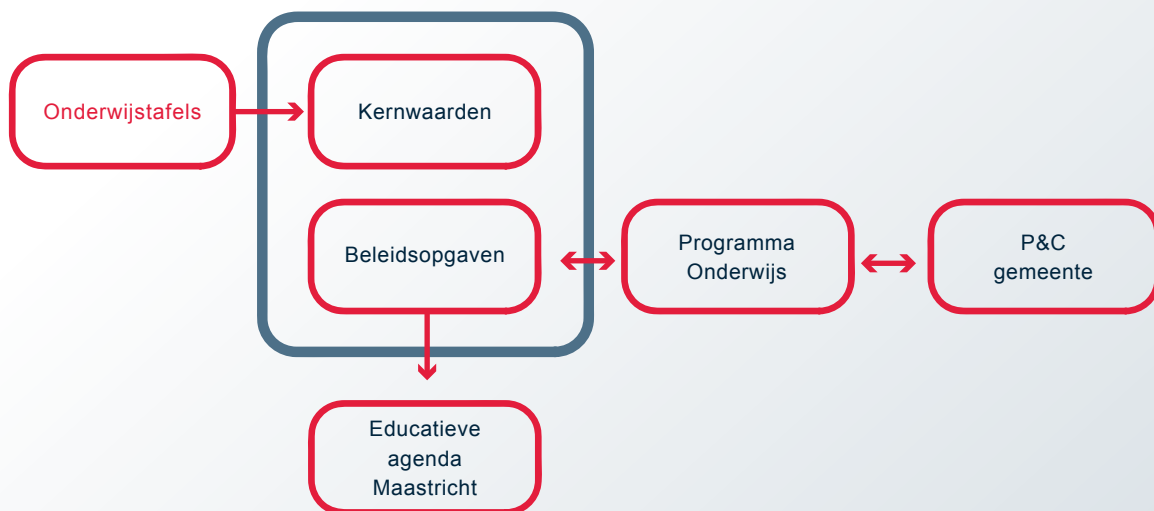 Onderwijstafels
Kernwaarden
Beleidsopgaven
Programma
Onderwijs
P&C
gemeente
Educatieve
agenda
Maastricht